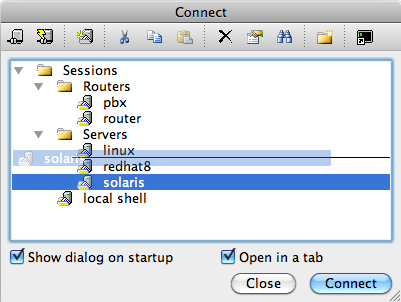 Connect
Sessions
Routers
pbx
router
Servers
linux
solaris
redhat8
solaris
local shell
Show dialog on startup
Open in a tab
Close
Connect